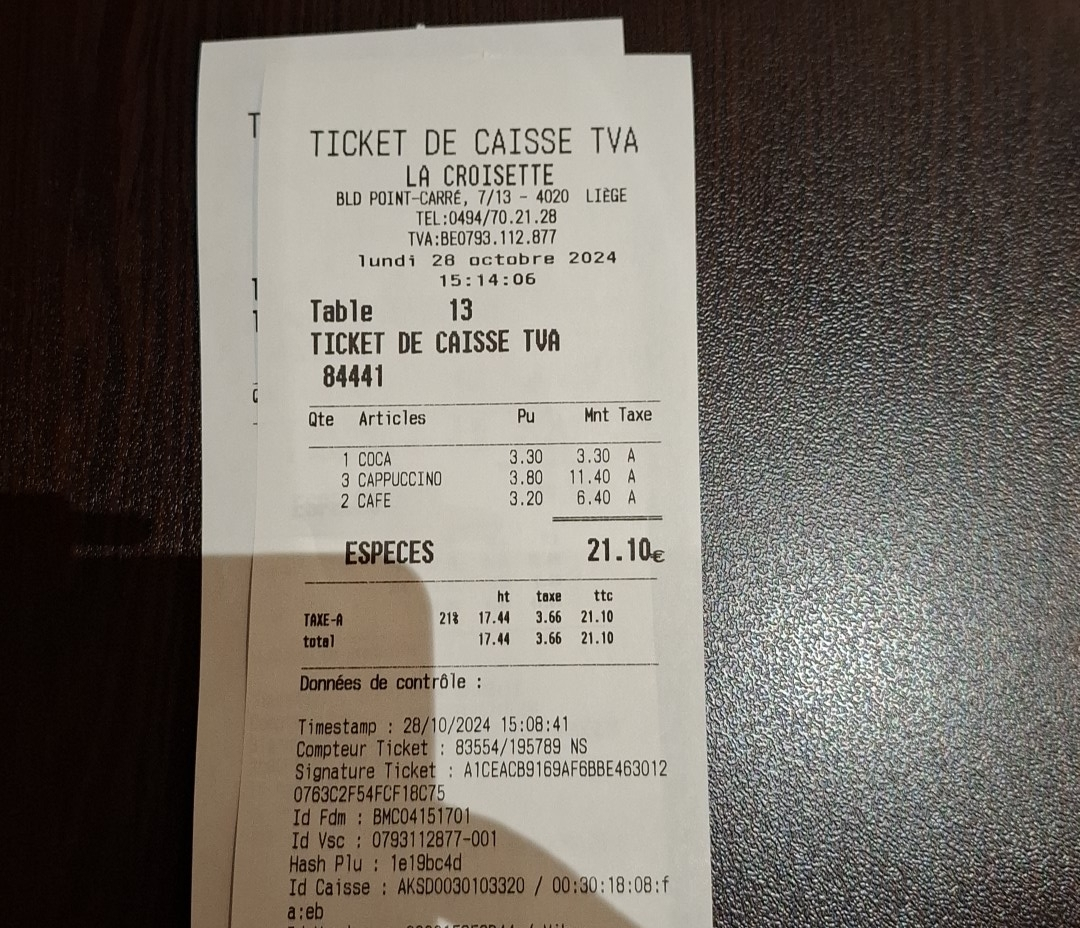 TICKET DE CAISSE TVA
LA CROISETTE
BLD POINT-CARRÉ, 7/13 - 4020 LIÈGE
TEL:0494/70.21.28
TVA:BE0793.112.877
lundi 28 octobre 2024
15:14:06
Table 13
TICKET DE CAISSE TVA
84441
Qte Articles Pu Mnt Taxe
1 COCA 3.30 3.30 A
3 CAPPUCCINO 3.80 11.40 A
2 CAFE 3.20 6.40 A
ESPECES 21.10€
ht taxe ttc
TAXE-A 21% 17.44 3.66 21.10
total 17.44 3.66 21.10
Données de contrôle :
Timestamp : 28/10/2024 15:08:41
Compteur Ticket : 83554/195789 NS
Signature Ticket : A1CEACB9169AF6BBE463012
0763C2F54FCF18C75
Id Fdm : BMC04151701
Id Vsc : 0793112877-001
Hash Plu : 1e19bc4d
Id Caisse : AKSD0030103320 / 00:30:18:08:f
a:eb